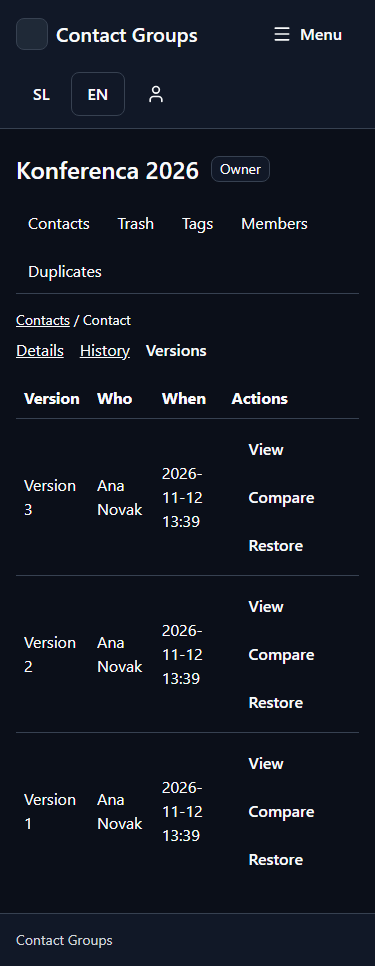 Contact Groups
Menu
SL
EN
Konferenca 2026
Owner
Contacts
Trash
Tags
Members
Duplicates
Contacts / Contact
Details
History
Versions
Version
Who
When
Actions
Version
3
Ana
Novak
2026-
11-12
13:39
View
Compare
Restore
Version
2
Ana
Novak
2026-
11-12
13:39
View
Compare
Restore
Version
1
Ana
Novak
2026-
11-12
13:39
View
Compare
Restore
Contact Groups